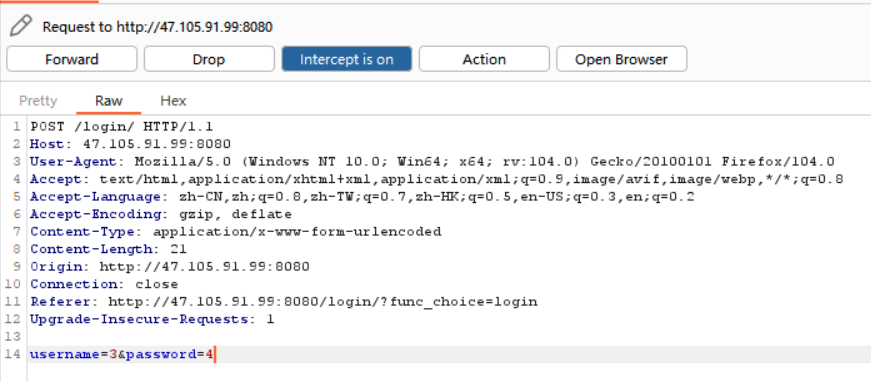 Request to http://47.105.91.99:8080
Forward Drop Intercept is on Action Open Browser
Pretty Raw Hex
1 POST /login/ HTTP/1.1
2 Host: 47.105.91.99:8080
3 User-Agent: Mozilla/5.0 (Windows NT 10.0; Win64; x64; rv:104.0) Gecko/20100101 Firefox/104.0
4 Accept: text/html,application/xhtml+xml,application/xml;q=0.9,image/avif,image/webp,*/*;q=0.8
5 Accept-Language: zh-CN,zh;q=0.8,zh-TW;q=0.7,zh-HK;q=0.5,en-US;q=0.3,en;q=0.2
6 Accept-Encoding: gzip, deflate
7 Content-Type: application/x-www-form-urlencoded
8 Content-Length: 21
9 Origin: http://47.105.91.99:8080
10 Connection: close
11 Referer: http://47.105.91.99:8080/login/?func_choice=login
12 Upgrade-Insecure-Requests: 1
13
14 username=3&password=4